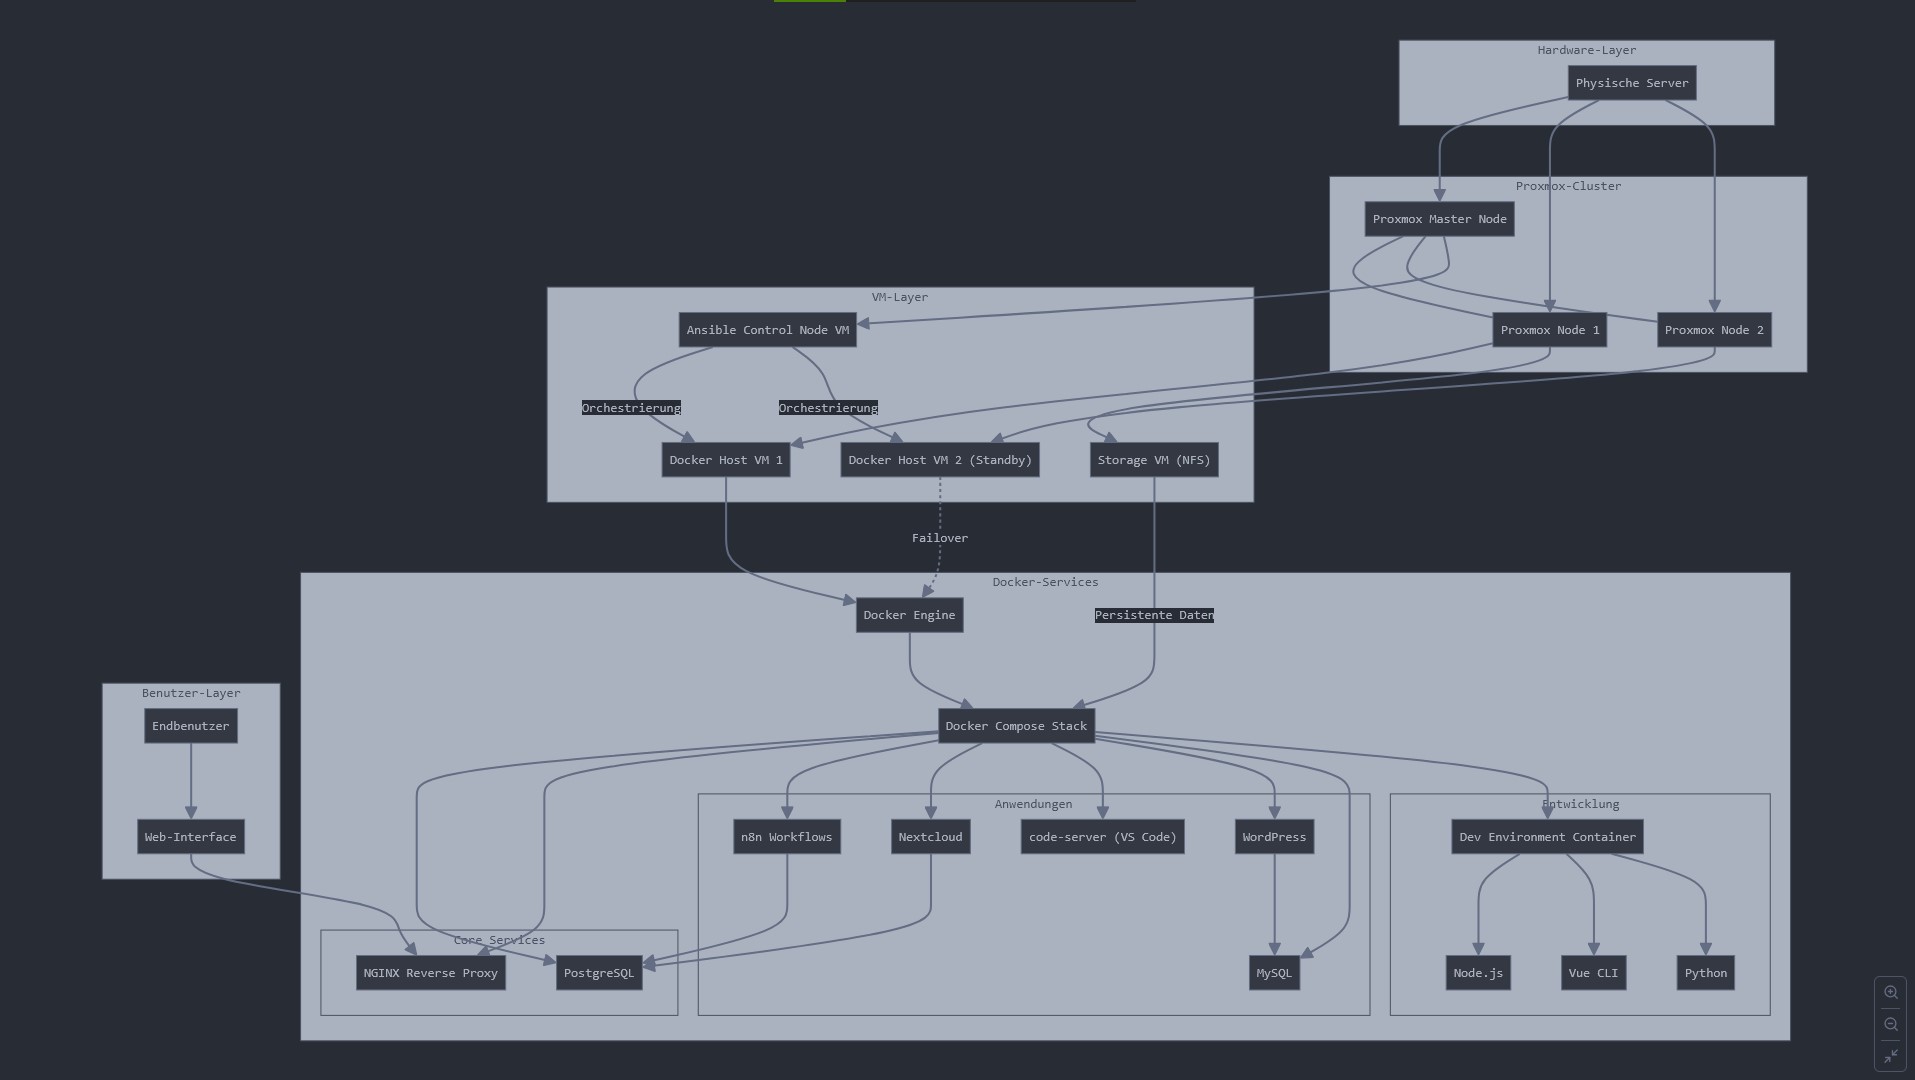 Hardware-Layer
Physische Server
Proxmox-Cluster
Proxmox Master Node
Proxmox Node 1
Proxmox Node 2
VM-Layer
Ansible Control Node VM
Orchestrierung
Orchestrierung
Docker Host VM 1
Docker Host VM 2 (Standby)
Storage VM (NFS)
Failover
Docker-Services
Docker Engine
Persistente Daten
Docker Compose Stack
Benutzer-Layer
Endbenutzer
Web-Interface
Anwendungen
n8n Workflows
Nextcloud
code-server (VS Code)
WordPress
MySQL
Entwicklung
Dev Environment Container
Node.js
Vue CLI
Python
Core Services
NGINX Reverse Proxy
PostgreSQL